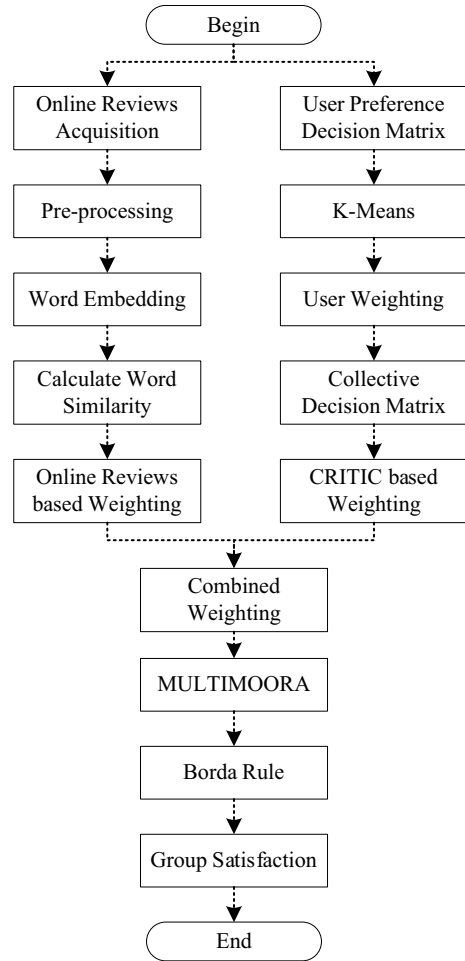 Begin
Online Reviews
Acquisition
User Preference
Decision Matrix
Pre-processing
K-Means
Word Embedding
User Weighting
Calculate Word
Similarity
Collective
Decision Matrix
Online Reviews
based Weighting
CRITIC based
Weighting
Combined
Weighting
MULTIMOORA
Borda Rule
Group Satisfaction
End